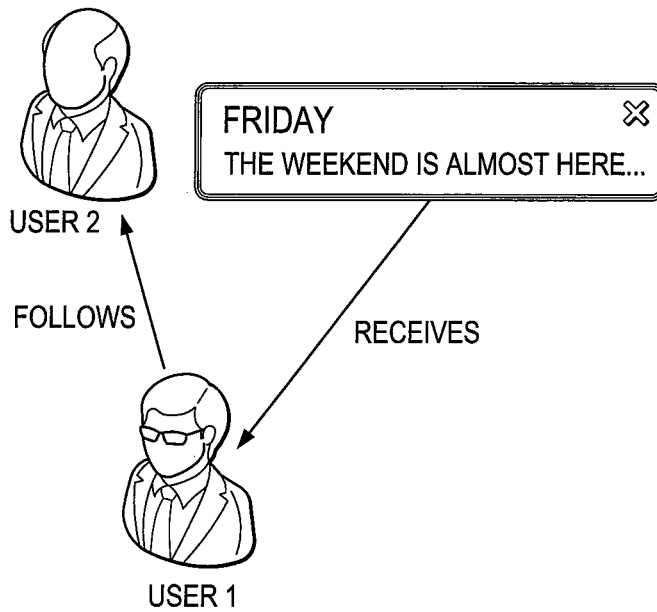 FRIDAY
THE WEEKEND IS ALMOST HERE...
USER 2
FOLLOWS
RECEIVES
USER 1